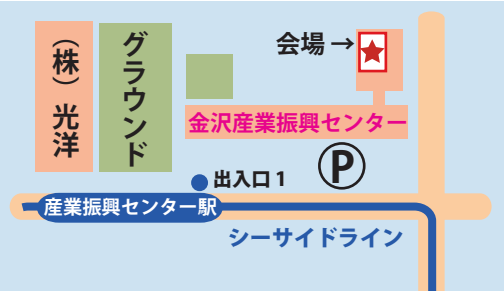 （株）光洋
グラウンド
会場→
金沢産業振興センター
P
出入口1
産業振興センター駅
シーサイドライン